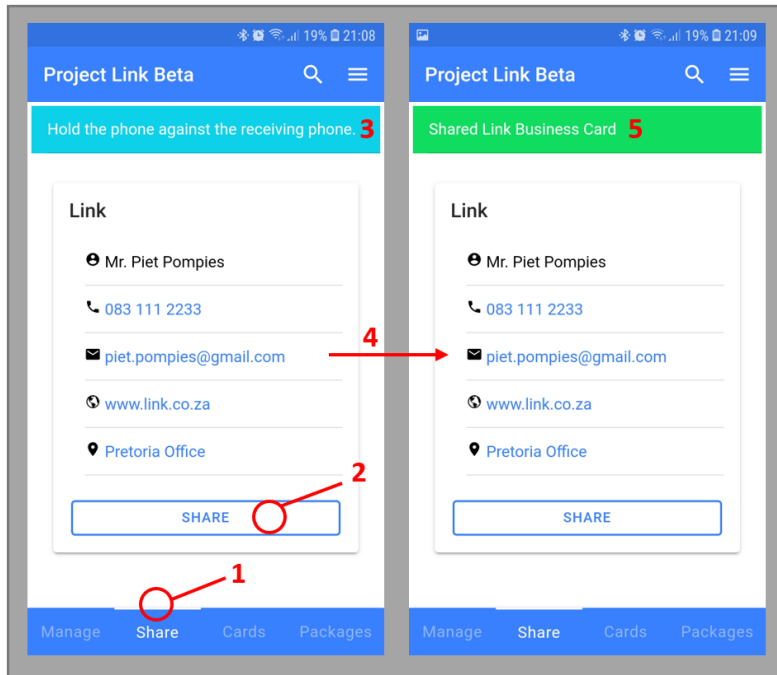 19% 21:08
Project Link Beta
Hold the phone against the receiving phone. 3
Link
Mr. Piet Pompies
083 111 2233
piet.pompies@gmail.com
www.link.co.za
Pretoria Office
2
SHARE
1
Manage Share Cards Packages
4
19% 21:09
Project Link Beta
Shared Link Business Card 5
Link
Mr. Piet Pompies
083 111 2233
piet.pompies@gmail.com
www.link.co.za
Pretoria Office
SHARE
Manage Share Cards Packages